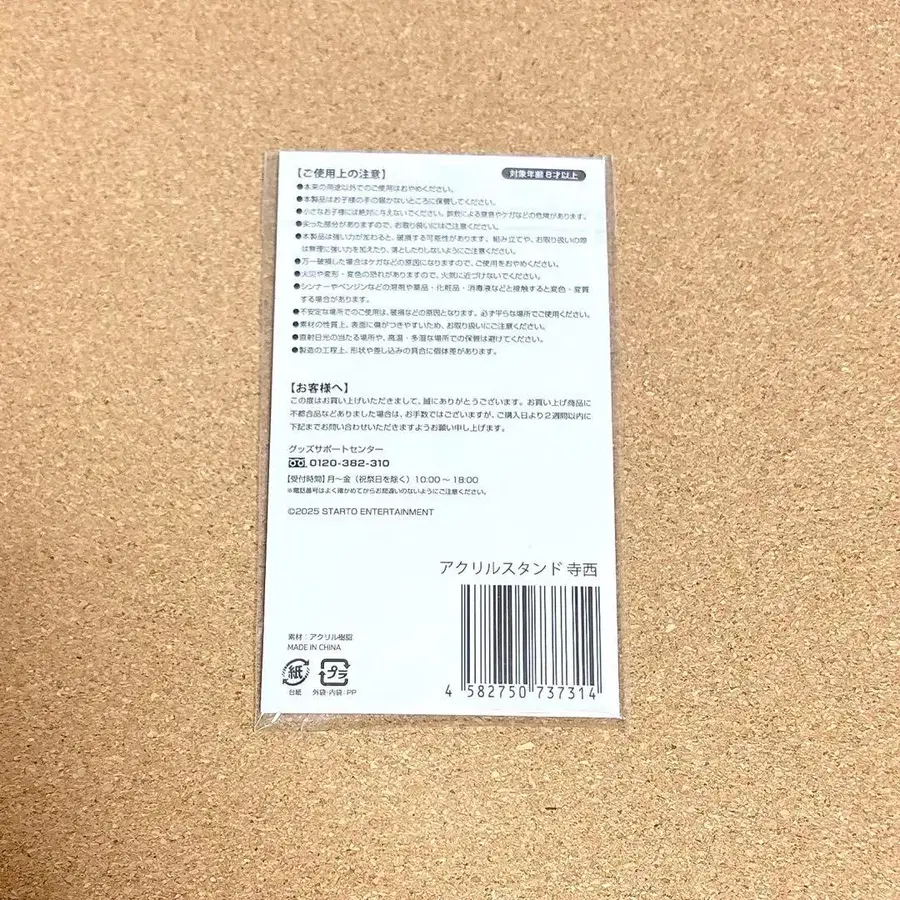 【ご使用上の注意】
対象年齢 8才以上
●本来の用途以外でのご使用はおやめください。
●本製品はお子様の手の届かないところに保管してください。
●小さなお子様には絶対に与えないでください。誤飲による窒息やケガなどの危険があります。
●尖った部分がありますので、お取り扱いにはご注意ください。
●本製品は強い力が加わると、破損する可能性があります。組み立てや、お取り扱いの際
は無理に強い力を加えたり、落としたりしないようにご注意ください。
●万一破損した場合はケガなどの原因になりますので、ご使用をおやめください。
●火災や変形・変色の恐れがありますので、火気に近づけないでください。
●シンナーやベンジンなどの溶剤や薬品・化粧品・消毒液などと接触すると変色・変質
する場合があります。
●不安定な場所でのご使用は、破損などの原因となります。必ず平らな場所でご使用ください。
●素材の性質上、表面に傷がつきやすいため、お取り扱いにご注意ください。
●直射日光の当たる場所や、高温・多湿な場所での保管は避けてください。
●製造の工程上、形状や差し込みの具合に個体差があります。
【お客様へ】
この度はお買い上げいただきまして、誠にありがとうございます。お買い上げ商品に
不都合品などありました場合は、お手数ではございますが、ご購入日より2週間以内に
下記までお問い合わせいただきますようお願い申し上げます。
グッズサポートセンター
0120-382-310
【受付時間】月〜金（祝祭日を除く）10:00〜18:00
※電話番号はよく確かめてからお間違いのないようにご注意ください。
©2025 STARTO ENTERTAINMENT
アクリルスタンド 寺西
素材：アクリル樹脂
MADE IN CHINA
紙 プラ
台紙 外袋・内袋：PP
4 582750 737314